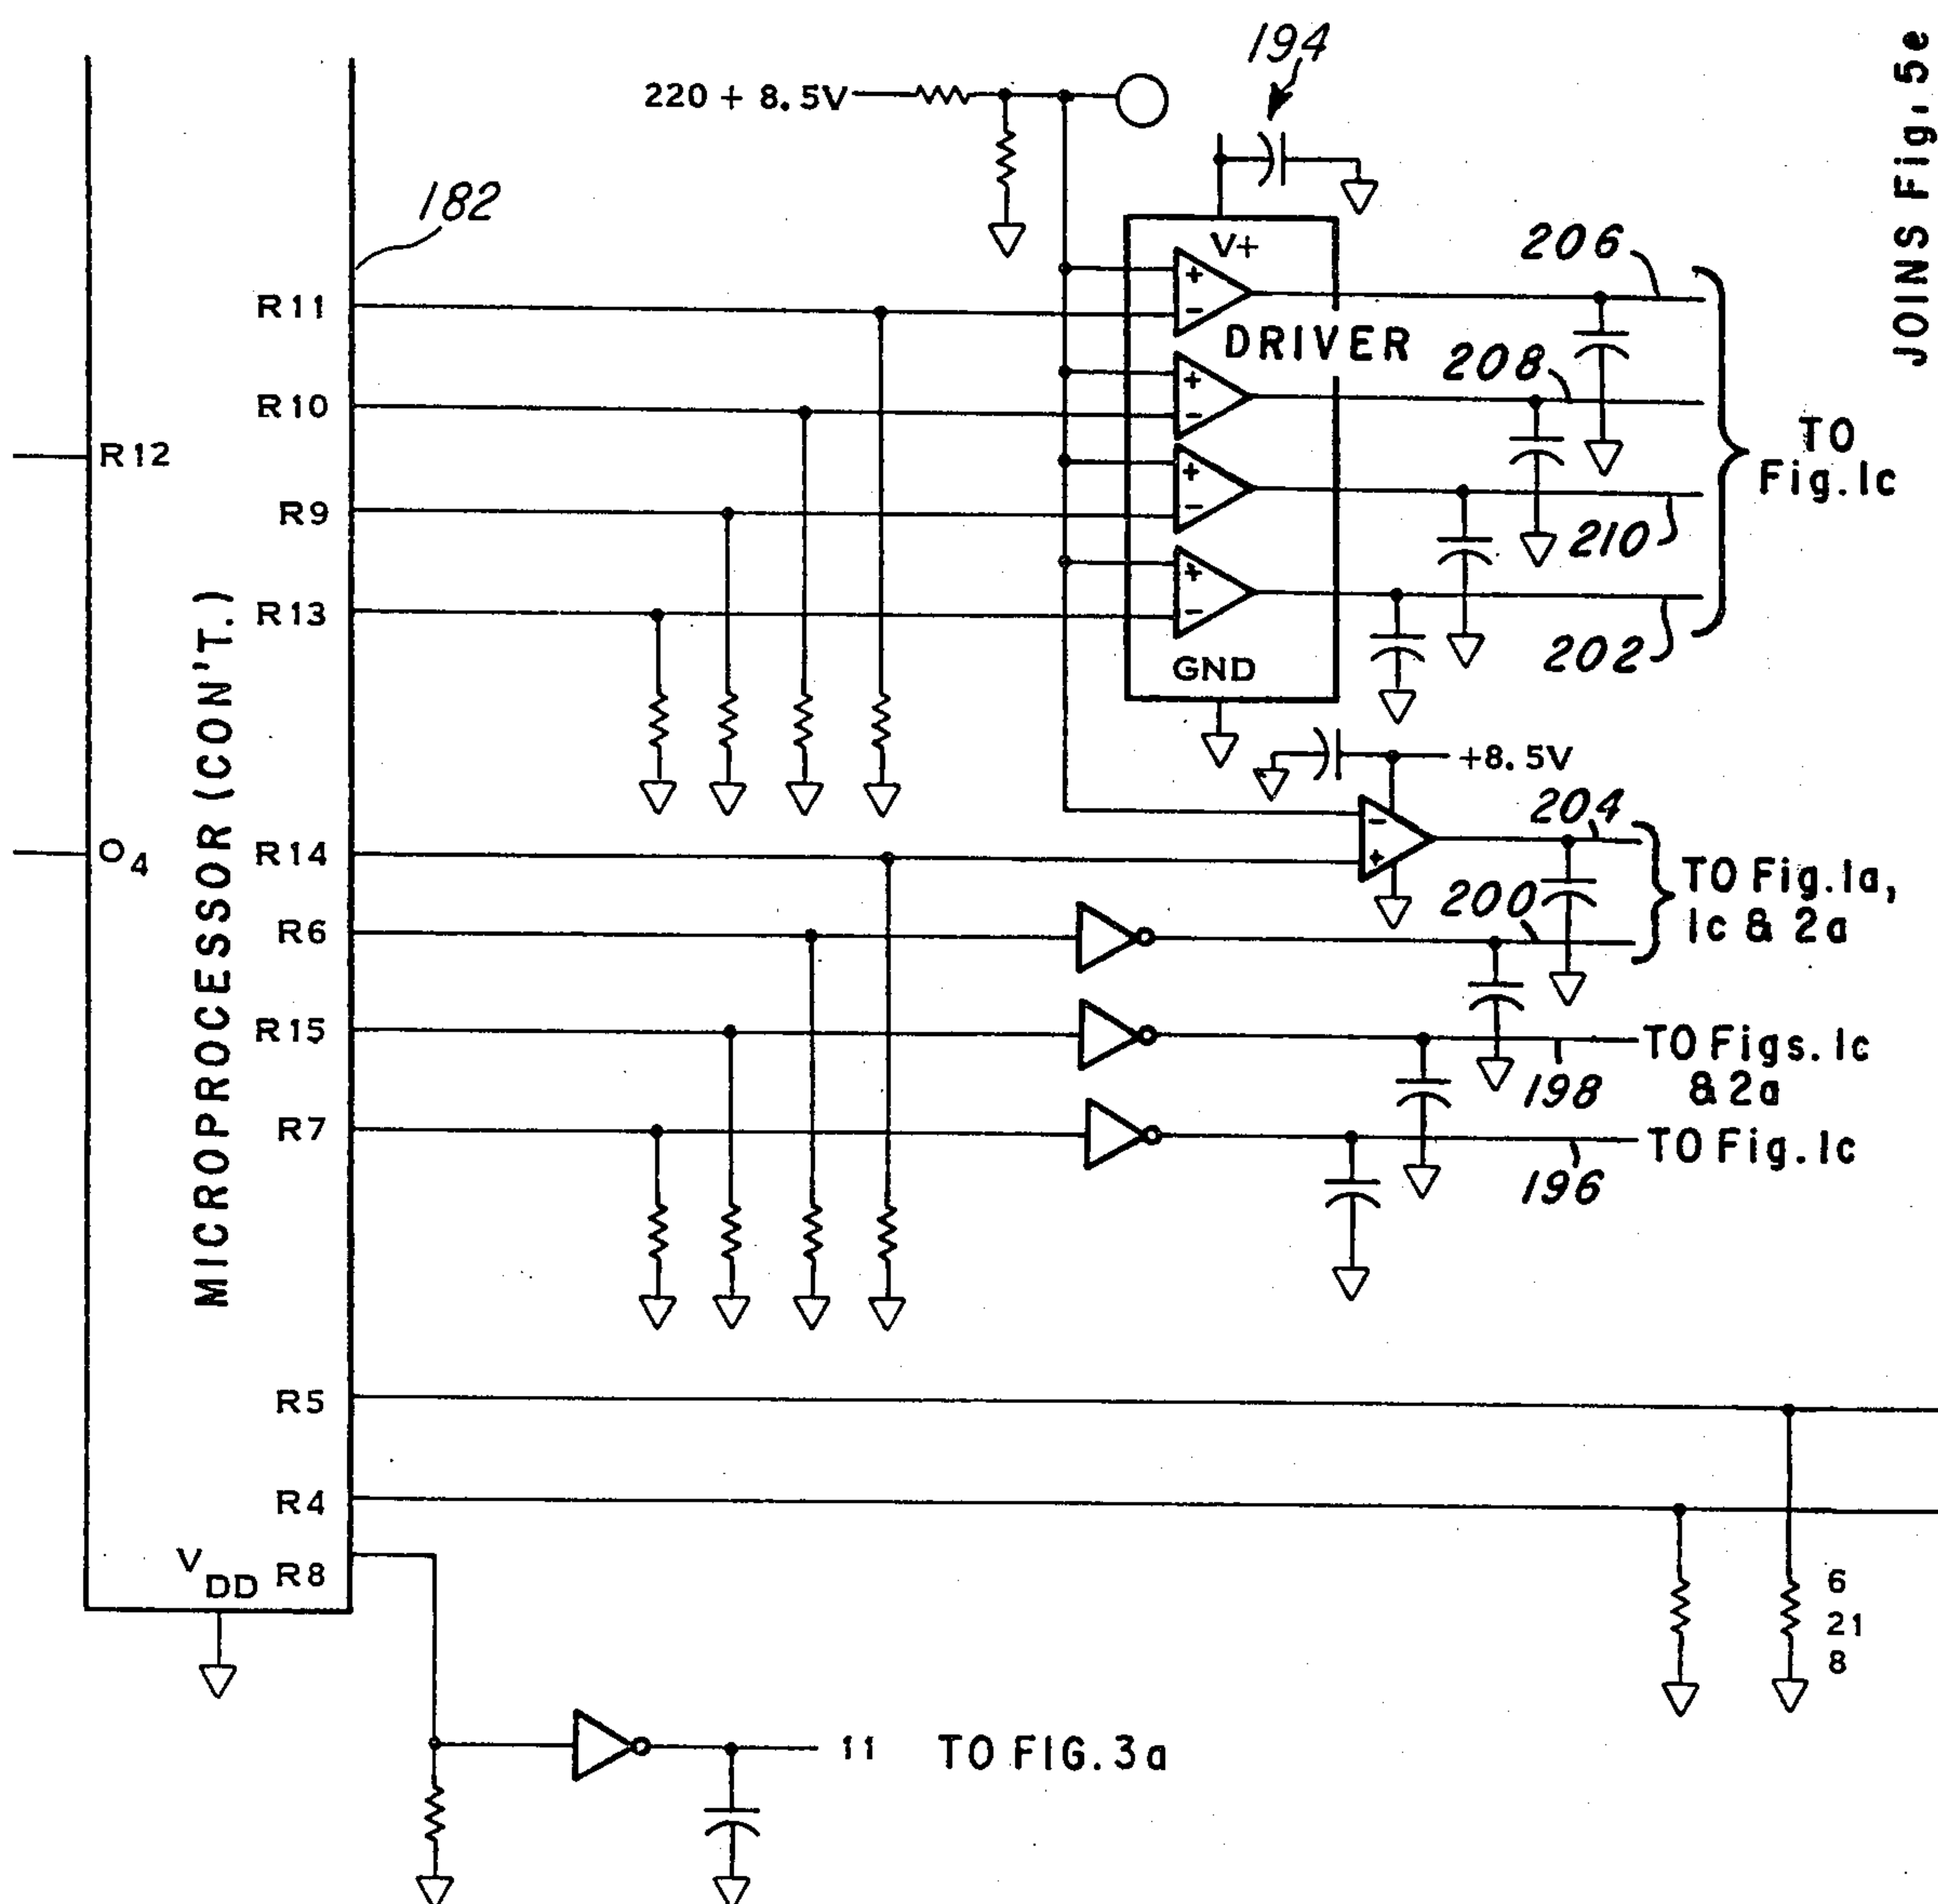 194
JOINS Fig. 5e
220 + 8.5V
182
V+
206
R11
DRIVER
208
R10
TO
Fig. 1c
R12
R9
210
R13
202
GND
MICROPROCESSOR (CON'T.)
+8.5V
204
O4
R14
TO Fig. 1a,
1c & 2a
200
R6
R15
TO Figs. 1c
& 2a
198
R7
TO Fig. 1c
196
R5
R4
VDD
R8
6
21
8
11 TO FIG. 3a